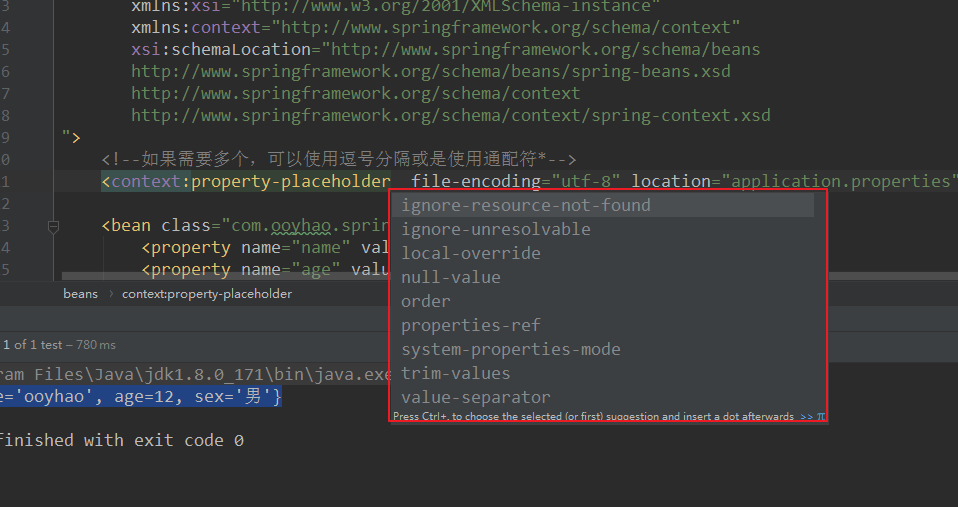 3 xmlns:xsi="http://www.w3.org/2001/XMLSchema-instance"
4 xmlns:context="http://www.springframework.org/schema/context"
5 xsi:schemaLocation="http://www.springframework.org/schema/beans
6 http://www.springframework.org/schema/beans/spring-beans.xsd
7 http://www.springframework.org/schema/context
8 http://www.springframework.org/schema/context/spring-context.xsd
9 ">
0 <!--如果需要多个，可以使用逗号分隔或是使用通配符*-->
1 <context:property-placeholder file-encoding="utf-8" location="application.properties"
2
3 <bean class="com.ooyhao.sprin
4 <property name="name" val
5 <property name="age" valu
ignore-resource-not-found
ignore-unresolvable
local-override
null-value
order
properties-ref
system-properties-mode
trim-values
value-separator
Press Ctrl+. to choose the selected (or first) suggestion and insert a dot afterwards >> π
beans › context:property-placeholder
1 of 1 test – 780 ms
ram Files\Java\jdk1.8.0_171\bin\java.exe
e='ooyhao', age=12, sex='男'}
finished with exit code 0